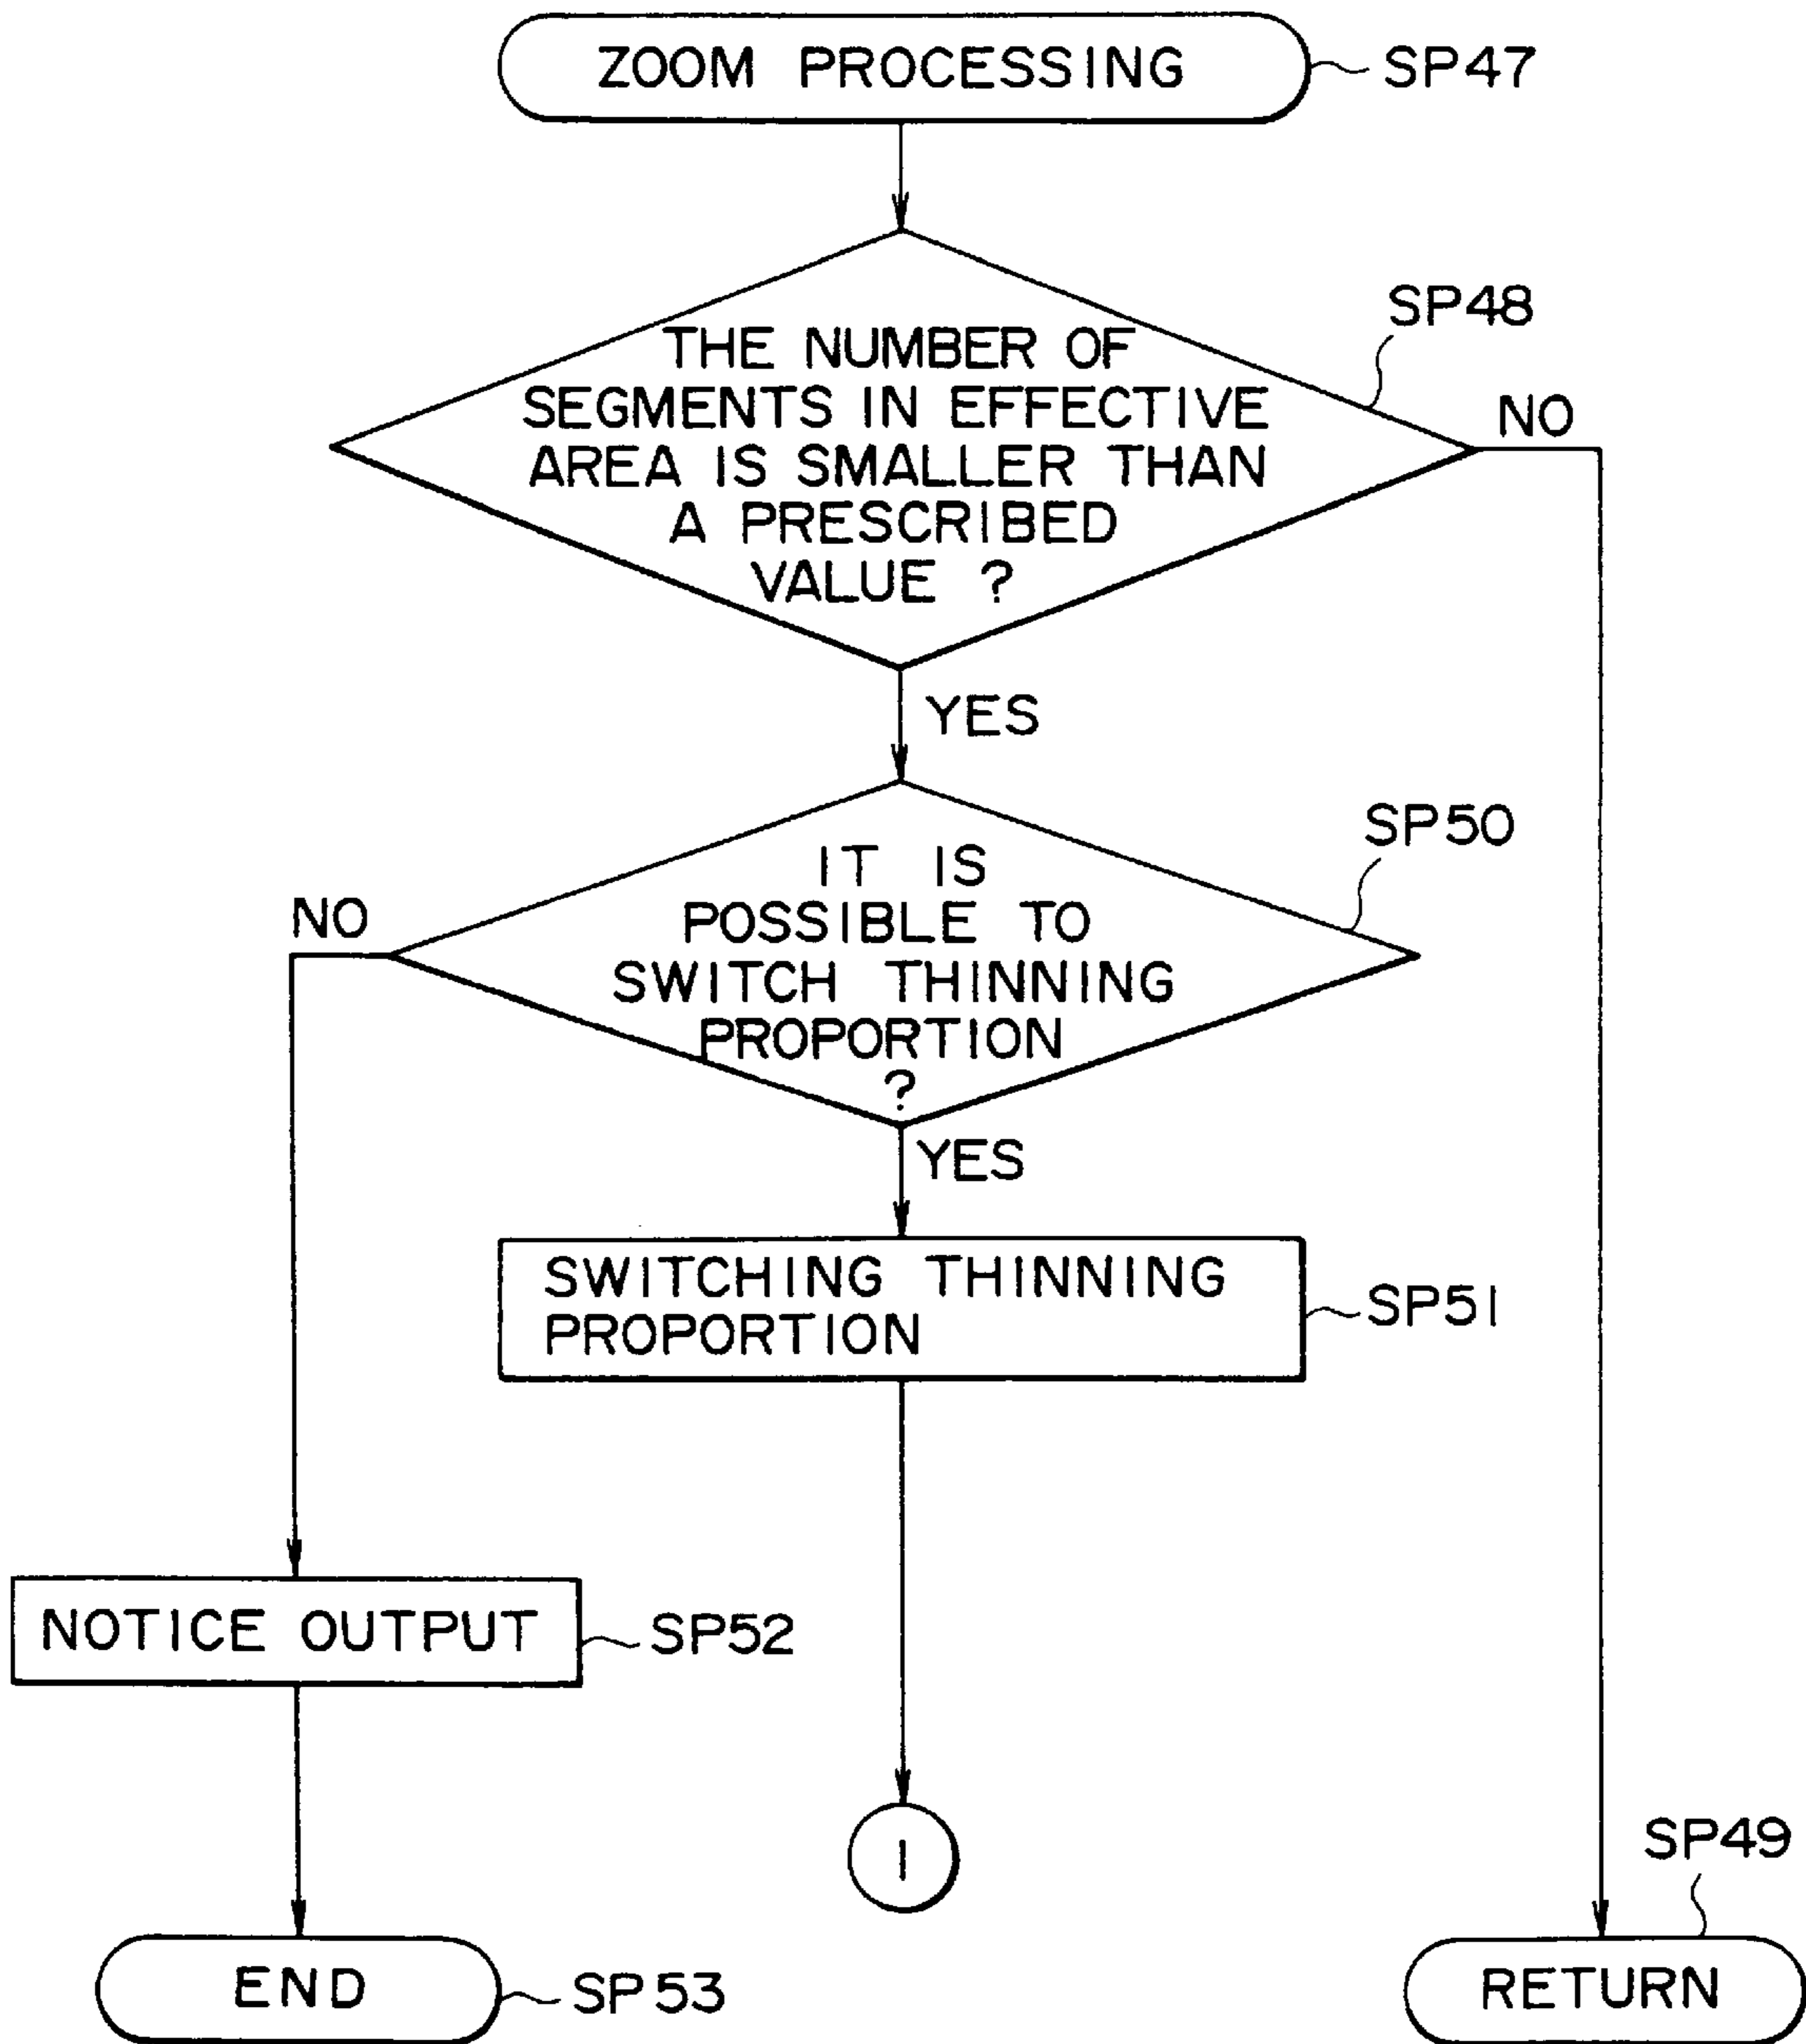 ZOOM PROCESSING
SP47
SP48
THE NUMBER OF
SEGMENTS IN EFFECTIVE
AREA IS SMALLER THAN
A PRESCRIBED
VALUE ?
NO
YES
SP50
IT IS
POSSIBLE TO
SWITCH THINNING
PROPORTION
?
NO
YES
SWITCHING THINNING
PROPORTION
SP51
NOTICE OUTPUT
SP52
1
SP49
END
SP53
RETURN